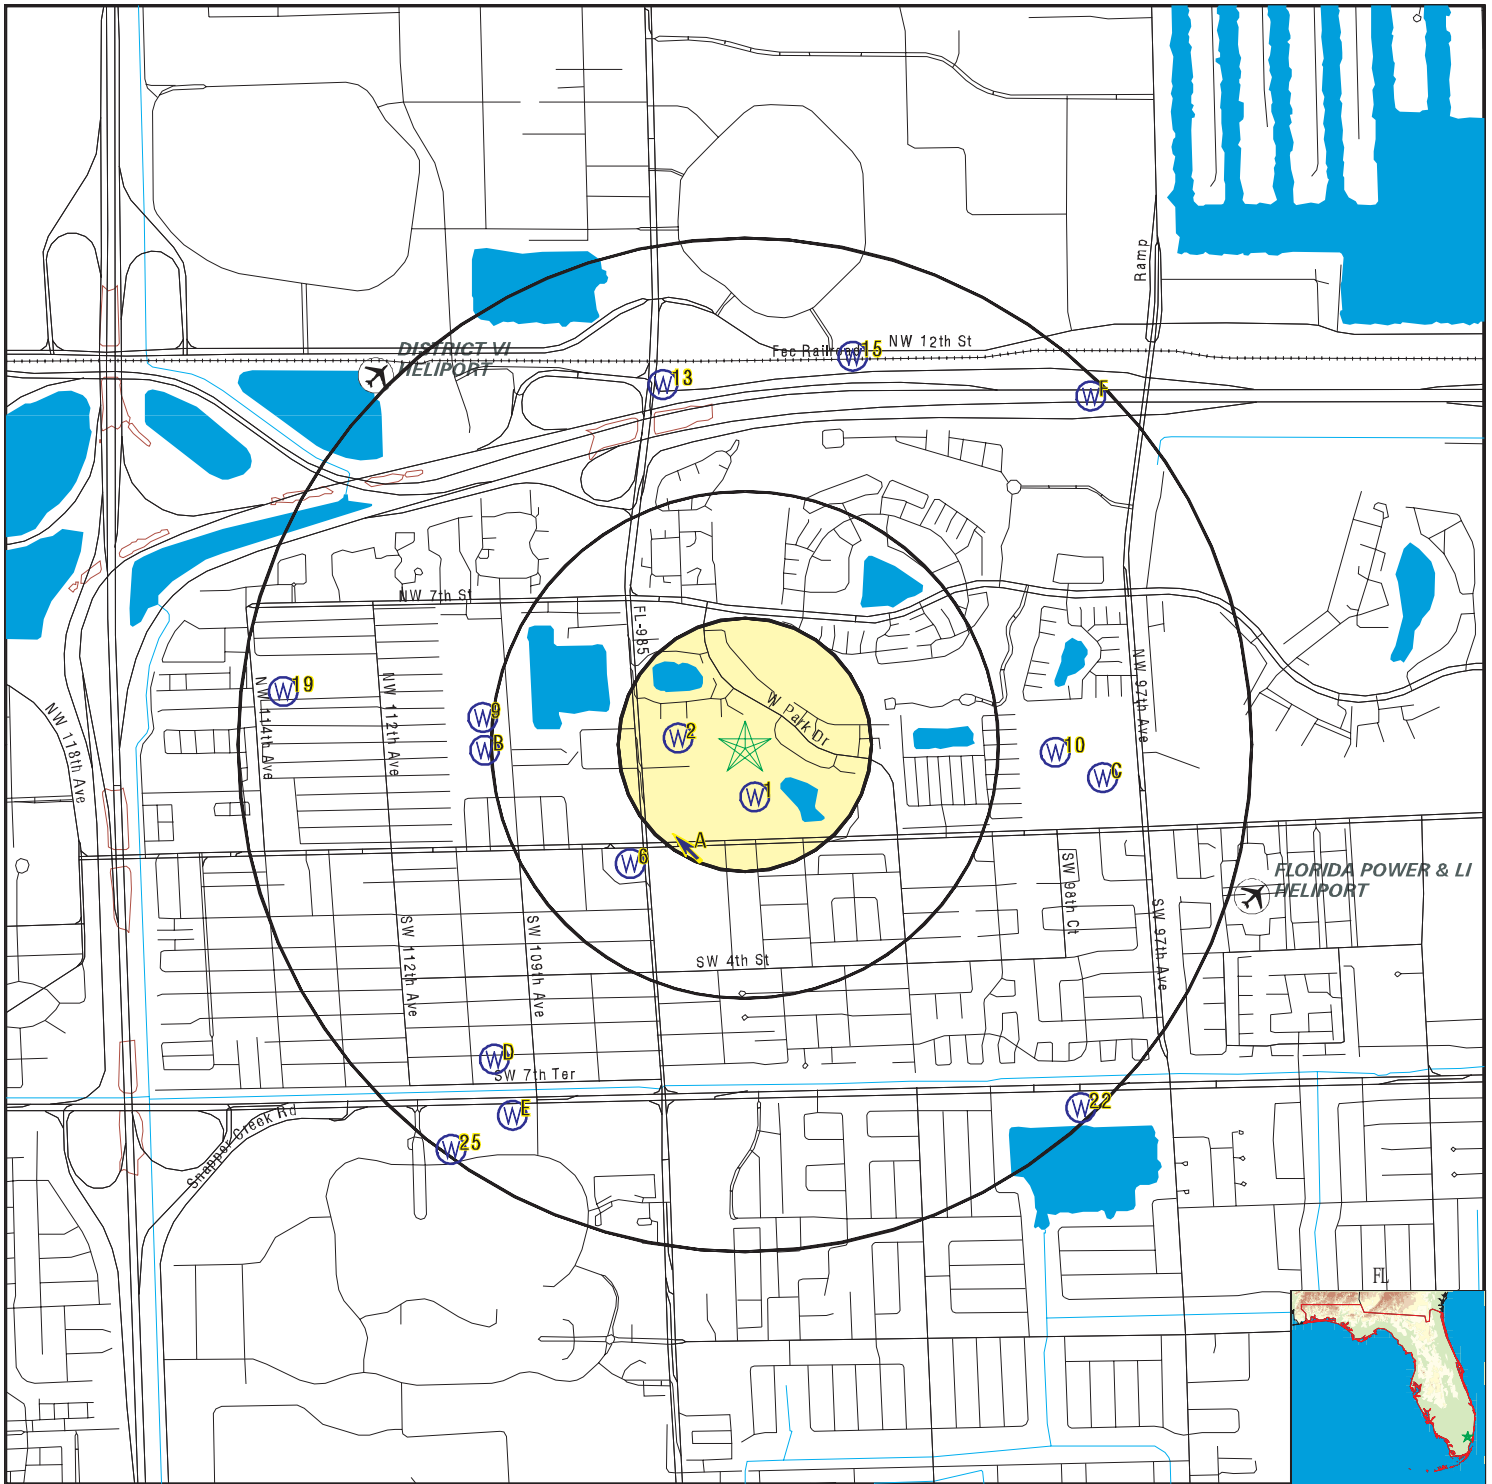 Ramp
NW 12th St
Fec Railroad
W 15
DISTRICT VI
HELIPORT
W 13
W F
NW 7th St
FL-985
W 19
NW 114th Ave
NW 112th Ave
W 9
W B
NW 118th Ave
W 2
W Park Dr
W 1
NW 97th Ave
W 10
W C
A
W 6
SW 98th Ct
FLORIDA POWER & LI
HELIPORT
SW 112th Ave
SW 109th Ave
SW 97th Ave
SW 4th St
W D
SW 7th Ter
W E
W 22
Snapper Creek Rd
W 25
FL